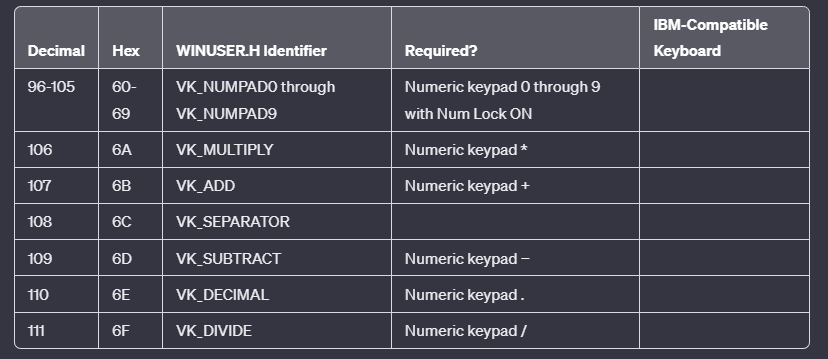 Decimal Hex WINUSER.H Identifier Required? IBM-Compatible Keyboard
96-105 60-69 VK_NUMPAD0 through VK_NUMPAD9 Numeric keypad 0 through 9 with Num Lock ON
106 6A VK_MULTIPLY Numeric keypad *
107 6B VK_ADD Numeric keypad +
108 6C VK_SEPARATOR
109 6D VK_SUBTRACT Numeric keypad −
110 6E VK_DECIMAL Numeric keypad .
111 6F VK_DIVIDE Numeric keypad /